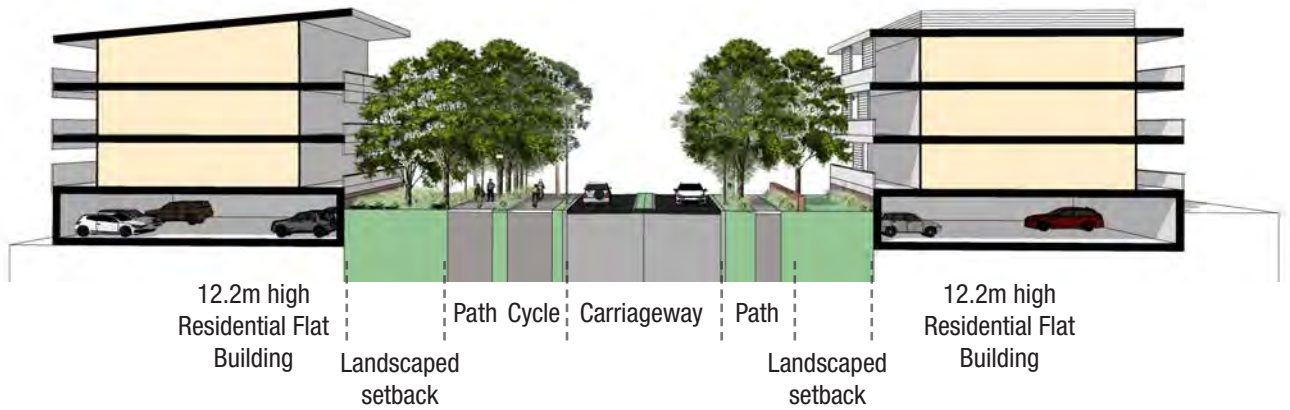 12.2m high
Residential Flat
Building
Landscaped
setback
Path Cycle Carriageway Path
Landscaped
setback
12.2m high
Residential Flat
Building